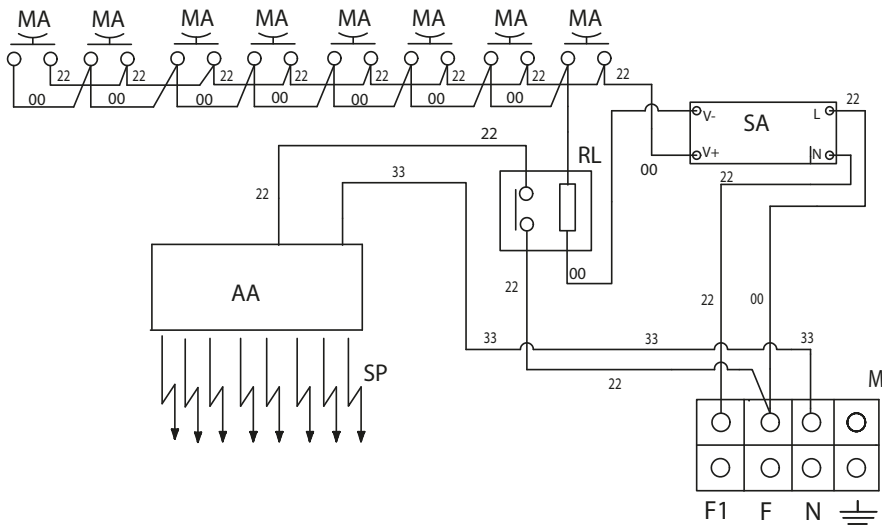 MA MA MA MA MA MA MA MA
22 22 22 22 22 22 22 22
00 00 00 00 00 00 00
V- SA L 22
V+ N
22 RL 00 22
22 33
00
AA 22 22 00
33 33 33
SP 22 M
F1 F N